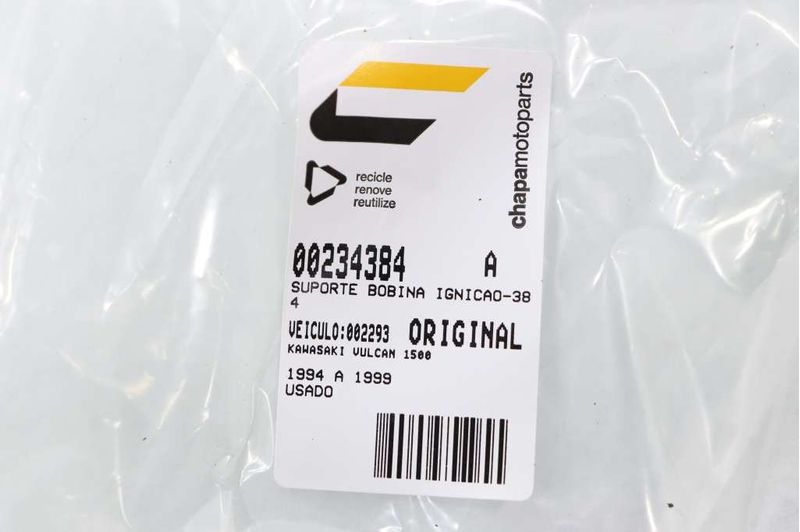 chapamotoparts
recicle
renove
reutilize
00234384 A
SUPORTE BOBINA IGNICAO-38
4
VEICULO:002293 ORIGINAL
KAWASAKI VULCAN 1500
1994 A 1999
USADO